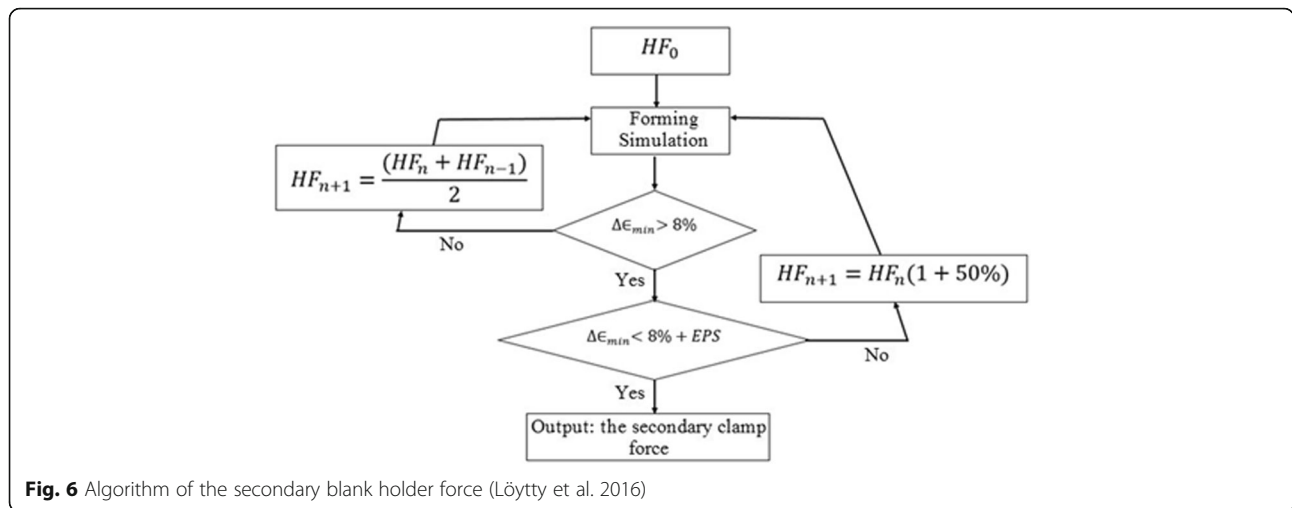 HF₀
Forming
Simulation
HFₙ₊₁ = (HFₙ + HFₙ₋₁) / 2
Δϵₘᵢₙ > 8%
No
Yes
HFₙ₊₁ = HFₙ(1 + 50%)
Δϵₘᵢₙ < 8% + EPS
No
Yes
Output: the secondary clamp
force
Fig. 6 Algorithm of the secondary blank holder force (Löytty et al. 2016)